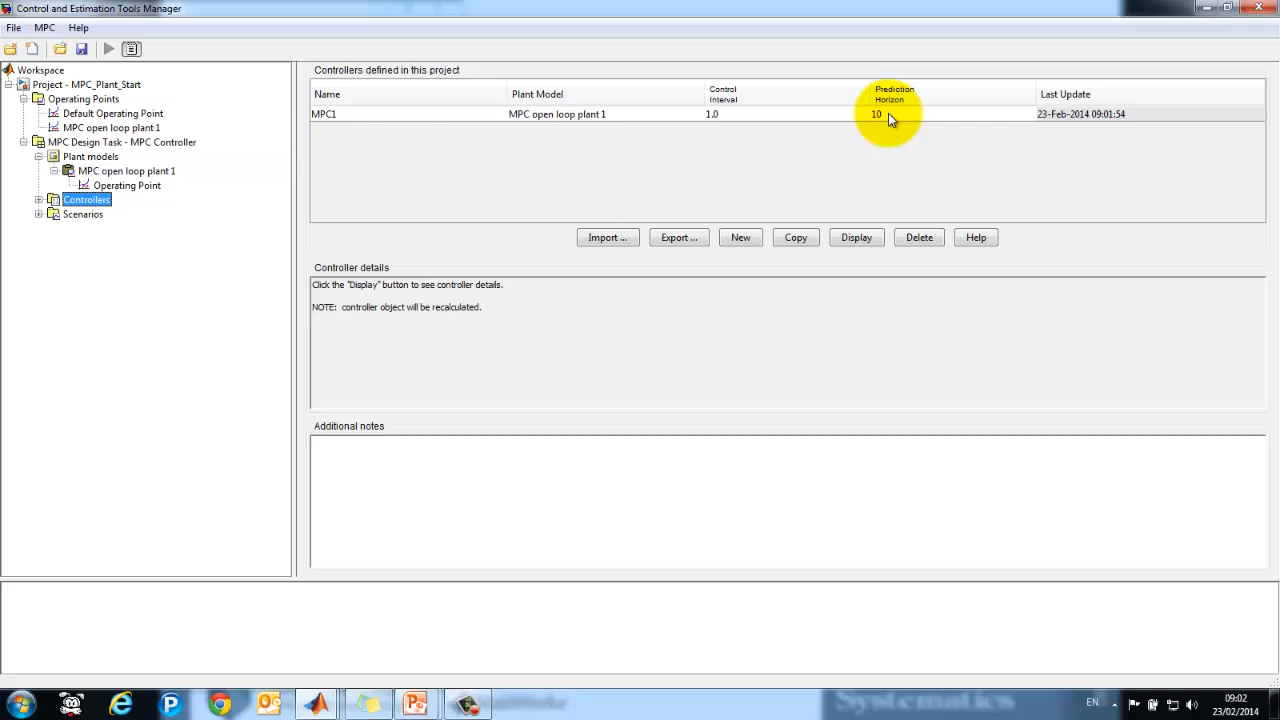 Control and Estimation Tools Manager
File MPC Help
Workspace
Project - MPC_Plant_Start
Operating Points
Default Operating Point
MPC open loop plant 1
MPC Design Task - MPC Controller
Plant models
MPC open loop plant 1
Operating Point
Controllers
Scenarios
Controllers defined in this project
Name Plant Model Control Interval Prediction Horizon Last Update
MPC1 MPC open loop plant 1 1.0 10 23-Feb-2014 09:01:54
Import ... Export ... New Copy Display Delete Help
Controller details
Click the "Display" button to see controller details.
NOTE: controller object will be recalculated.
Additional notes
Systematics
EN
09:02
23/02/2014